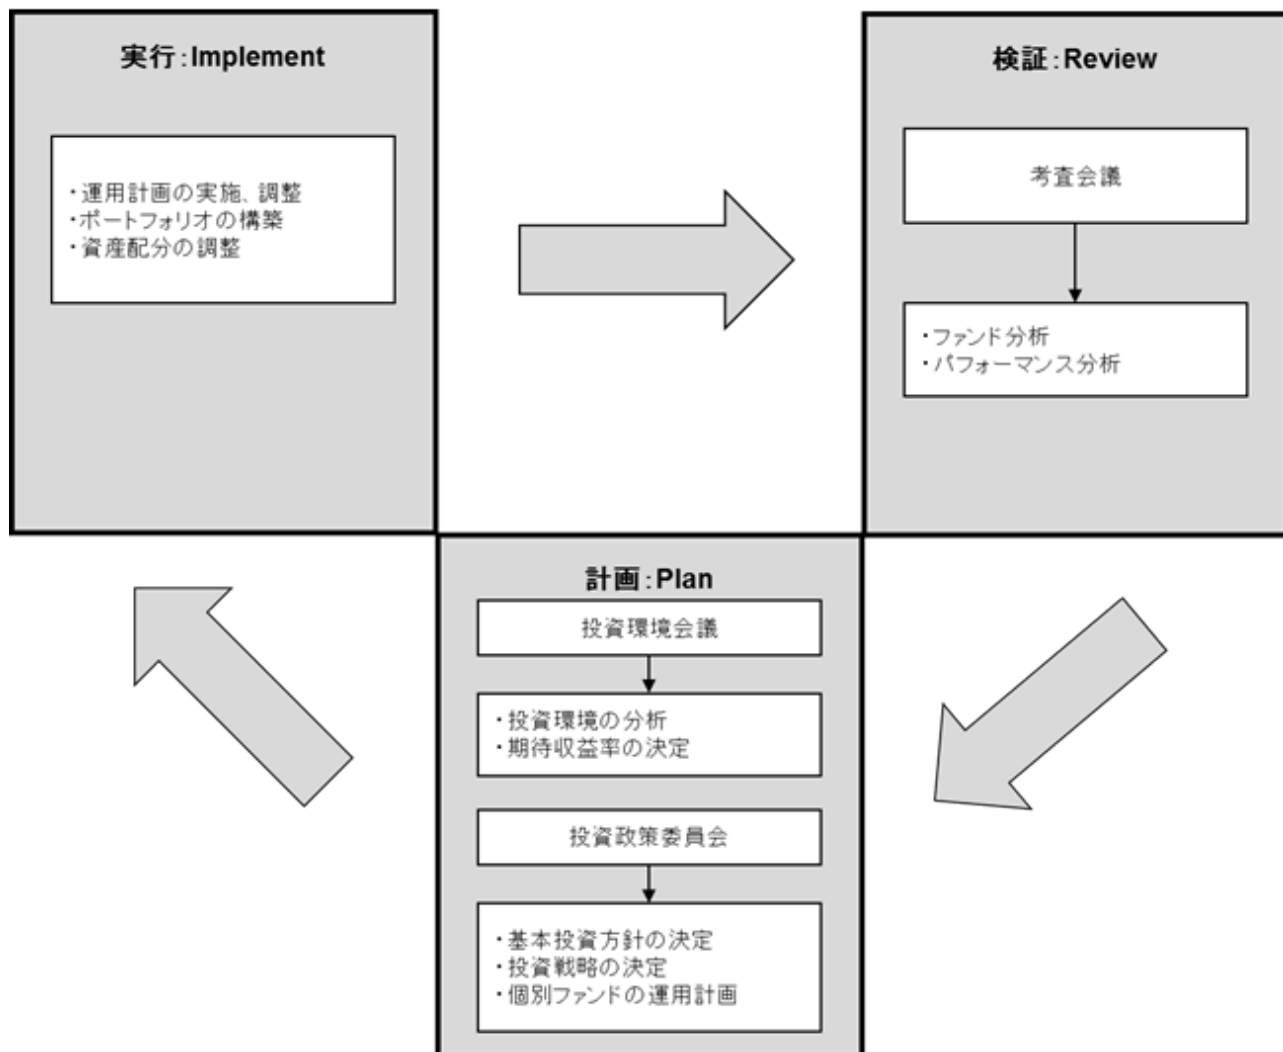 実行:Implement
・運用計画の実施、調整
・ポートフォリオの構築
・資産配分の調整
検証:Review
考査会議
・ファンド分析
・パフォーマンス分析
計画:Plan
投資環境会議
・投資環境の分析
・期待収益率の決定
投資政策委員会
・基本投資方針の決定
・投資戦略の決定
・個別ファンドの運用計画